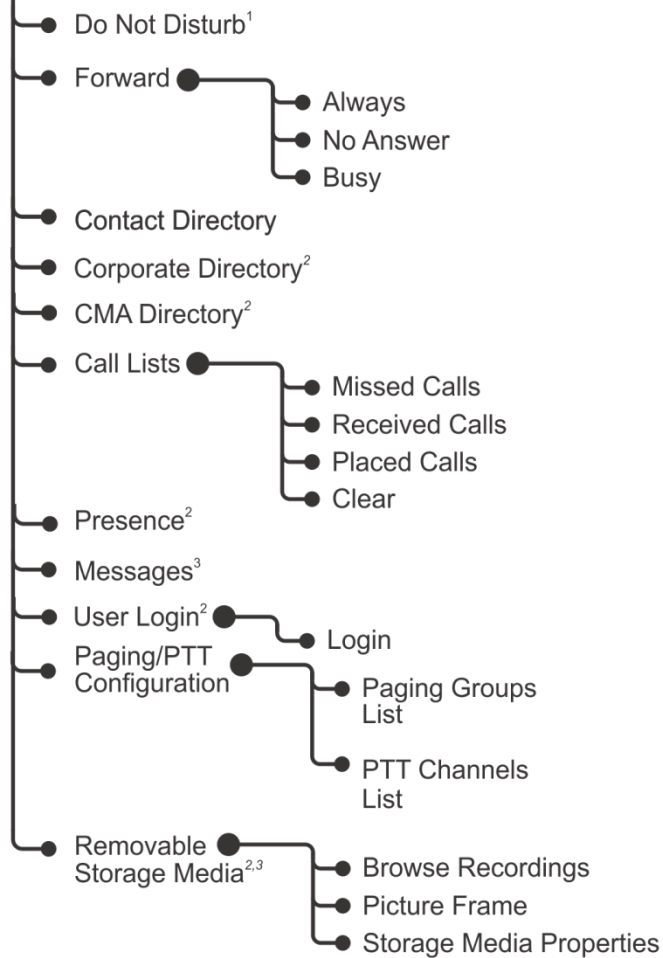 Do Not Disturb¹
Forward
Always
No Answer
Busy
Contact Directory
Corporate Directory²
CMA Directory²
Call Lists
Missed Calls
Received Calls
Placed Calls
Clear
Presence²
Messages³
User Login²
Login
Paging/PTT
Configuration
Paging Groups
List
PTT Channels
List
Removable
Storage Media²,³
Browse Recordings
Picture Frame
Storage Media Properties